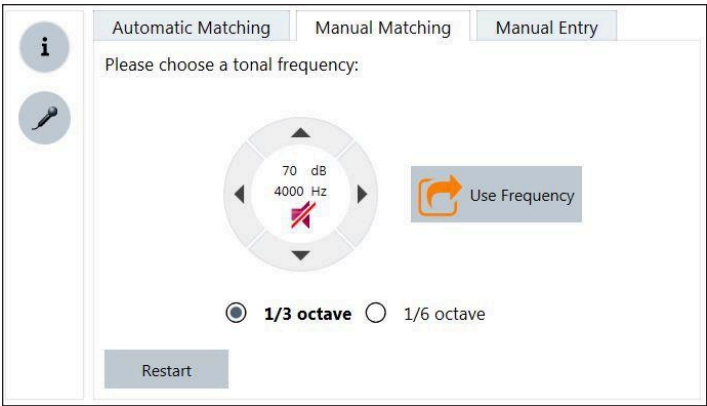 i
Automatic Matching
Manual Matching
Manual Entry
Please choose a tonal frequency:
70 dB
4000 Hz
Use Frequency
1/3 octave
1/6 octave
Restart